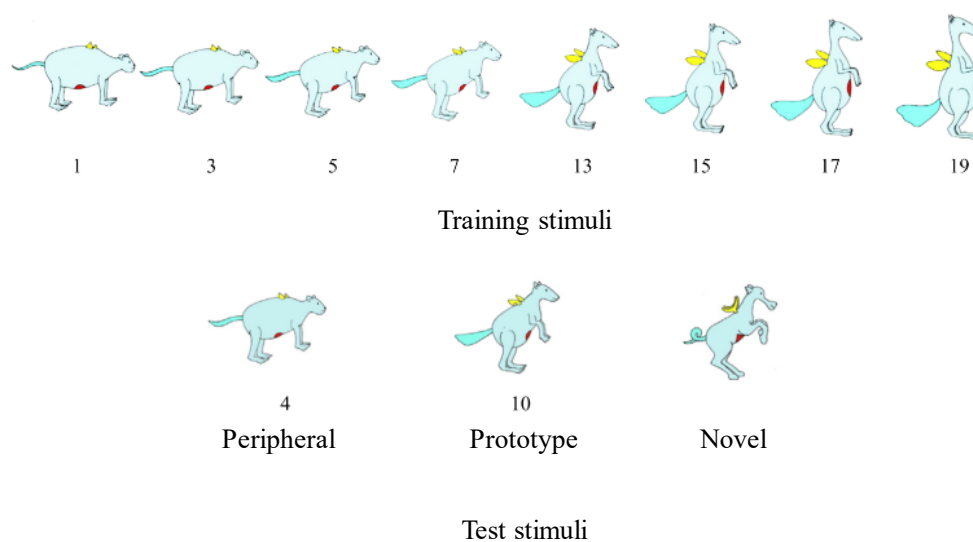 1 3 5 7 13 15 17 19
Training stimuli
4 10
Peripheral Prototype Novel
Test stimuli